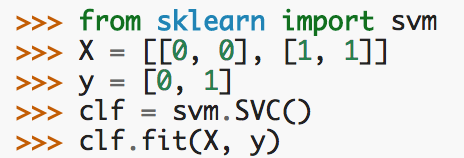 >>> from sklearn import svm
>>> X = [[0, 0], [1, 1]]
>>> y = [0, 1]
>>> clf = svm.SVC()
>>> clf.fit(X, y)